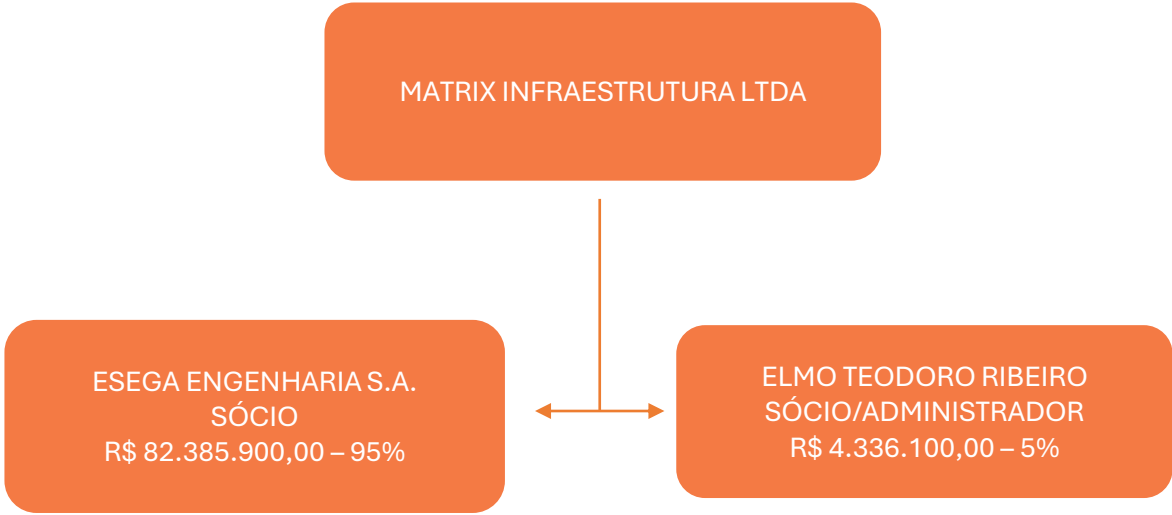 MATRIX INFRAESTRUTURA LTDA
ESEGA ENGENHARIA S.A.
SÓCIO
R$ 82.385.900,00 – 95%
ELMO TEODORO RIBEIRO
SÓCIO/ADMINISTRADOR
R$ 4.336.100,00 – 5%